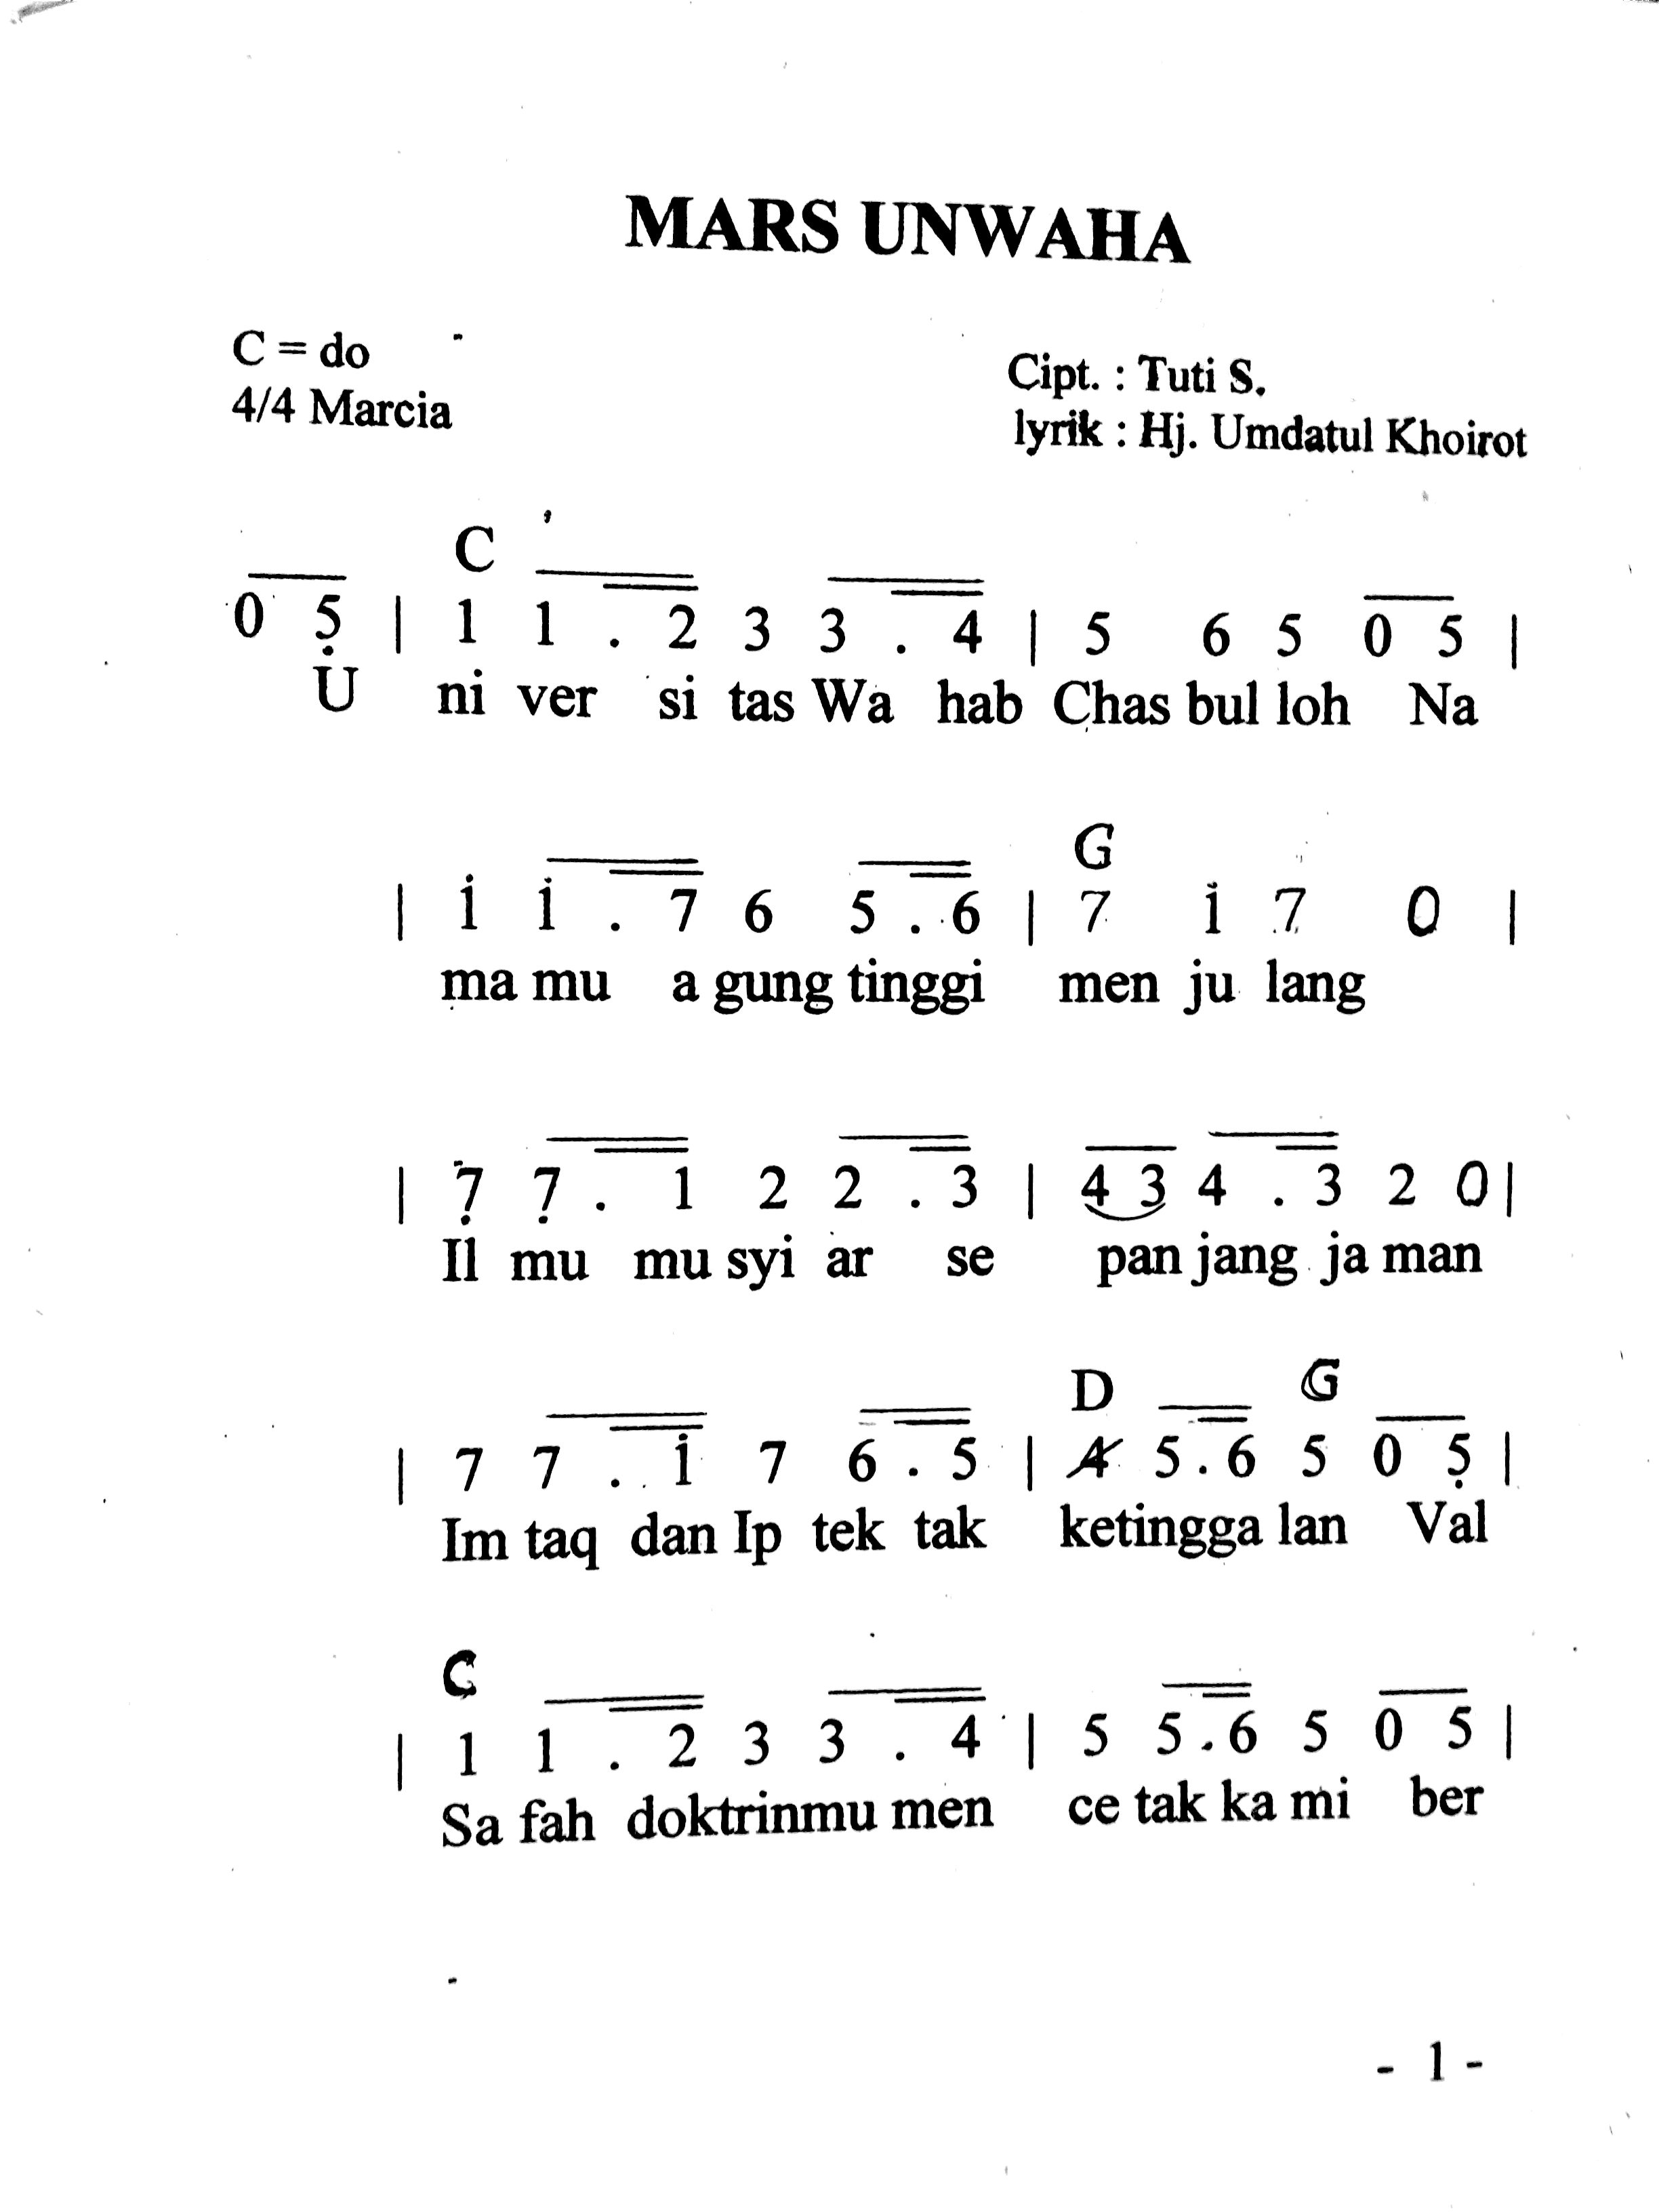 MARS UNWAHA
C = do
4/4 Marcia
Cipt. : Tuti S.
lyrik : Hj. Umdatul Khoirot
C
0 5̣ | 1 1 . 2 3 3 . 4 | 5 6 5 0 5 |
U ni ver si tas Wa hab Chas bul loh Na
G
| 1̇ 1̇ . 7 6 5 . 6 | 7 1̇ 7 0 |
ma mu a gung tinggi men ju lang
| 7̣ 7̣ . 1 2 2 . 3 | 4 3 4 . 3 2 0 |
Il mu mu syi ar se pan jang ja man
D G
| 7 7 . 1̇ 7 6 . 5 | 4̸ 5 . 6 5 0 5̣ |
Im taq dan Ip tek tak ketingga lan Val
C
| 1 1 . 2 3 3 . 4 | 5 5 . 6 5 0 5 |
Sa fah doktrinmu men ce tak ka mi ber
- 1 -